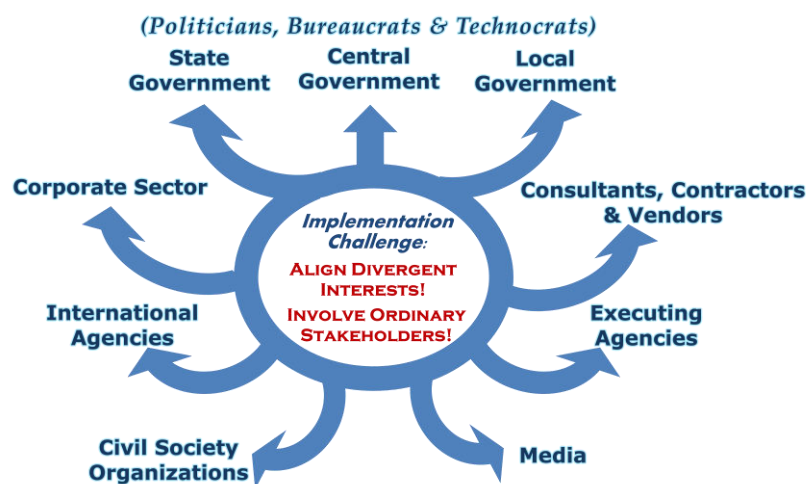 (Politicians, Bureaucrats & Technocrats)
State
Government
Central
Government
Local
Government
Corporate Sector
Consultants, Contractors
& Vendors
Implementation
Challenge:
ALIGN DIVERGENT
INTERESTS!
INVOLVE ORDINARY
STAKEHOLDERS!
International
Agencies
Executing
Agencies
Civil Society
Organizations
Media